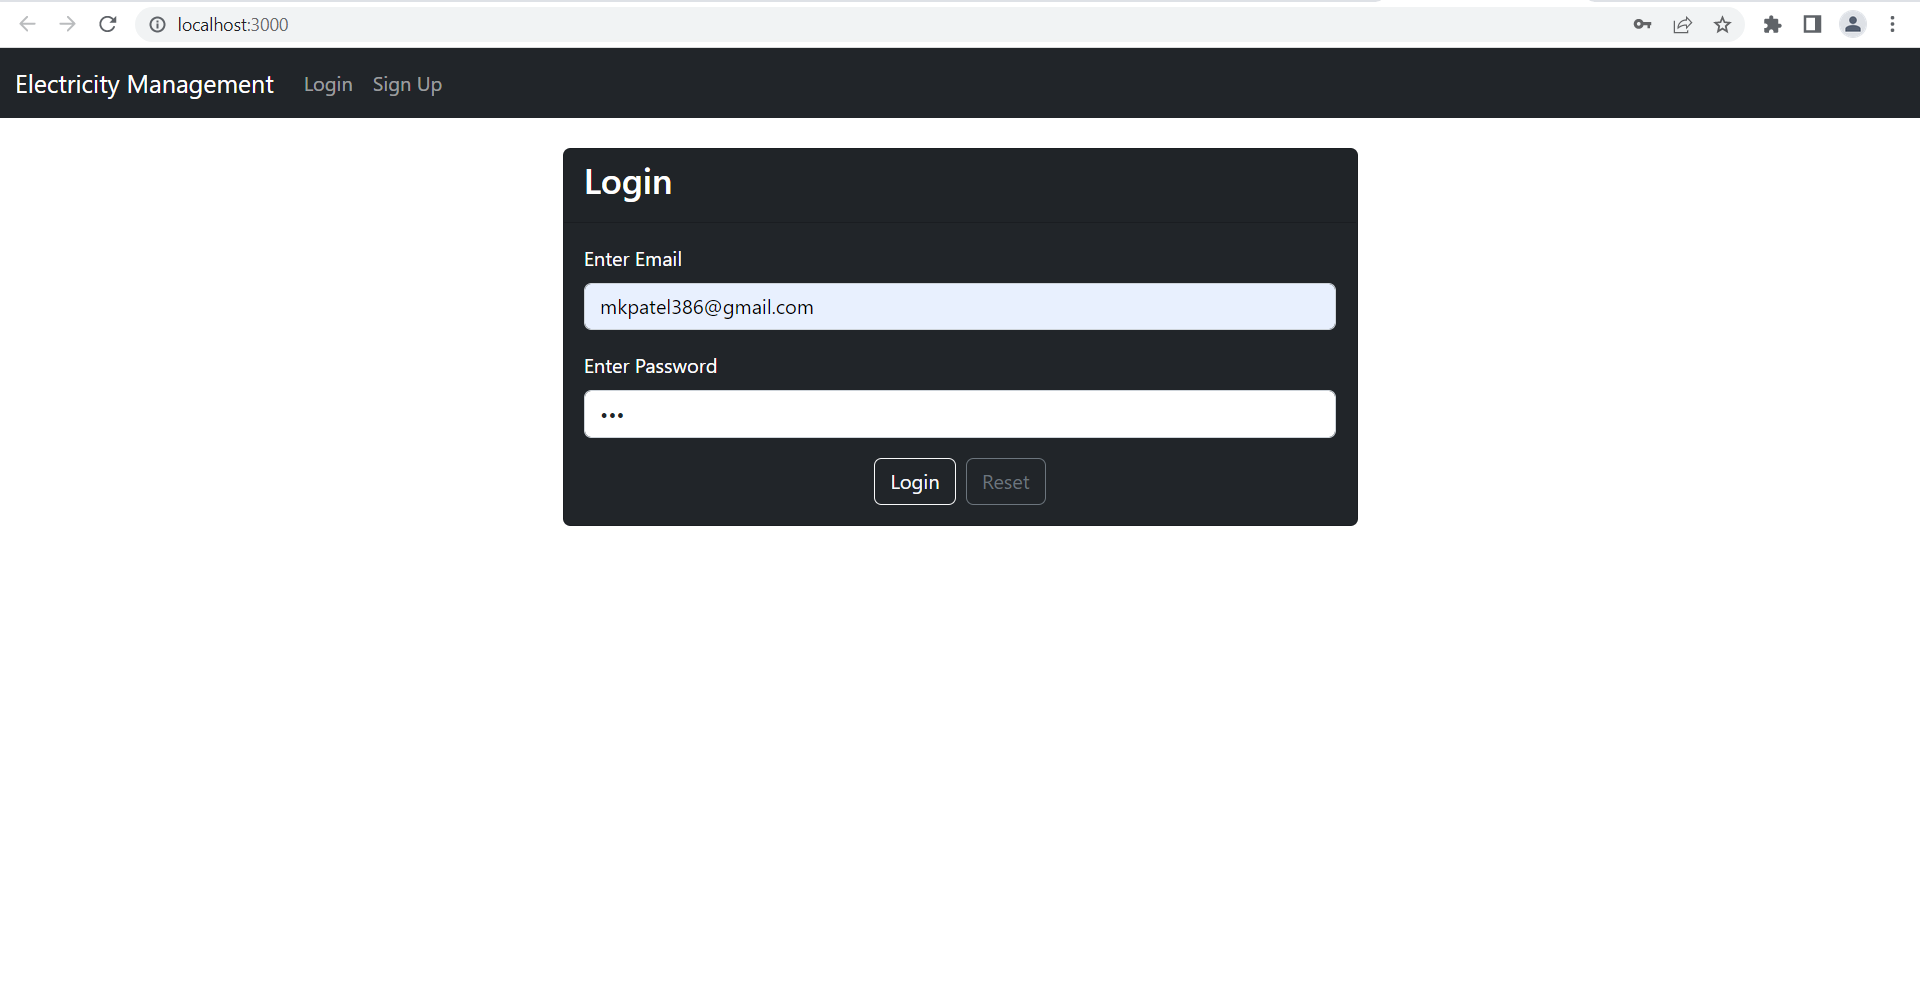 localhost:3000
Electricity Management Login Sign Up
Login
Enter Email
mkpatel386@gmail.com
Enter Password
•••
Login Reset